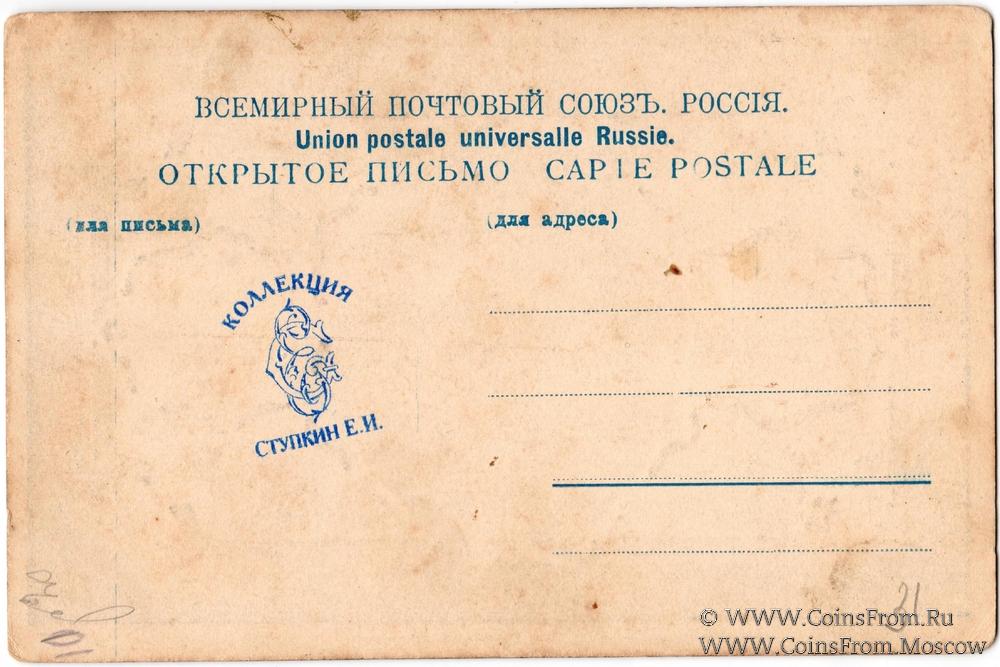 ВСЕМИРНЫЙ ПОЧТОВЫЙ СОЮЗЪ. РОССІЯ.
Union postale universalle Russie.
ОТКРЫТОЕ ПИСЬМО CAPIE POSTALE
(для письма) (для адреса)
КОЛЛЕКЦИЯ
СТУПКИН Е.И.
31
© WWW.CoinsFrom.Ru
WWW.CoinsFrom.Moscow